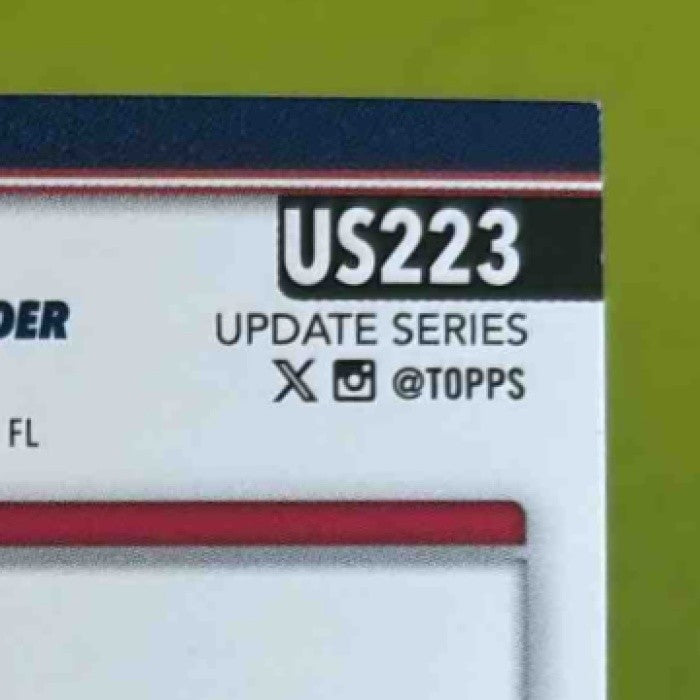 US223
UPDATE SERIES
DER
X @TOPPS
FL